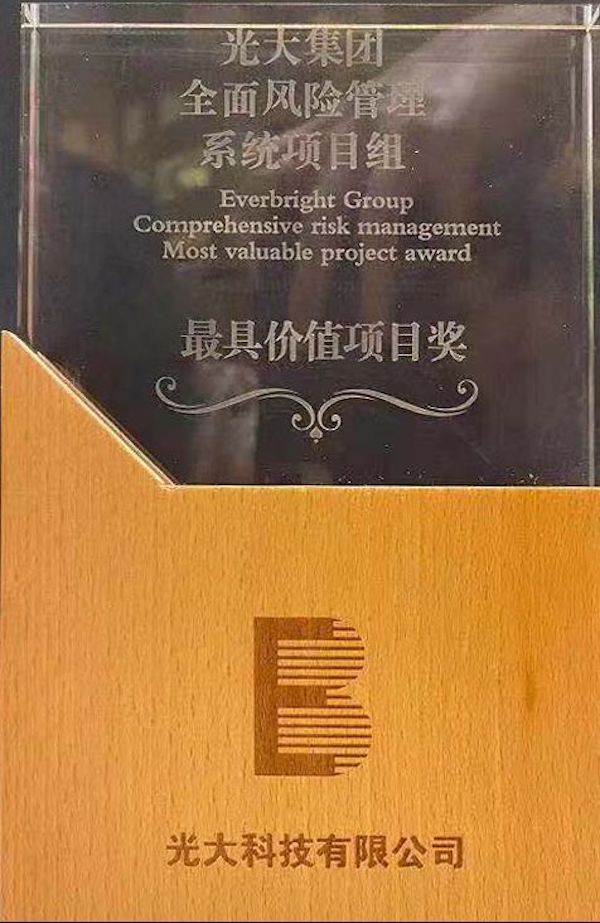 光大集团
全面风险管理
系统项目组
Everbright Group
Comprehensive risk management
Most valuable project award
最具价值项目奖
光大科技有限公司